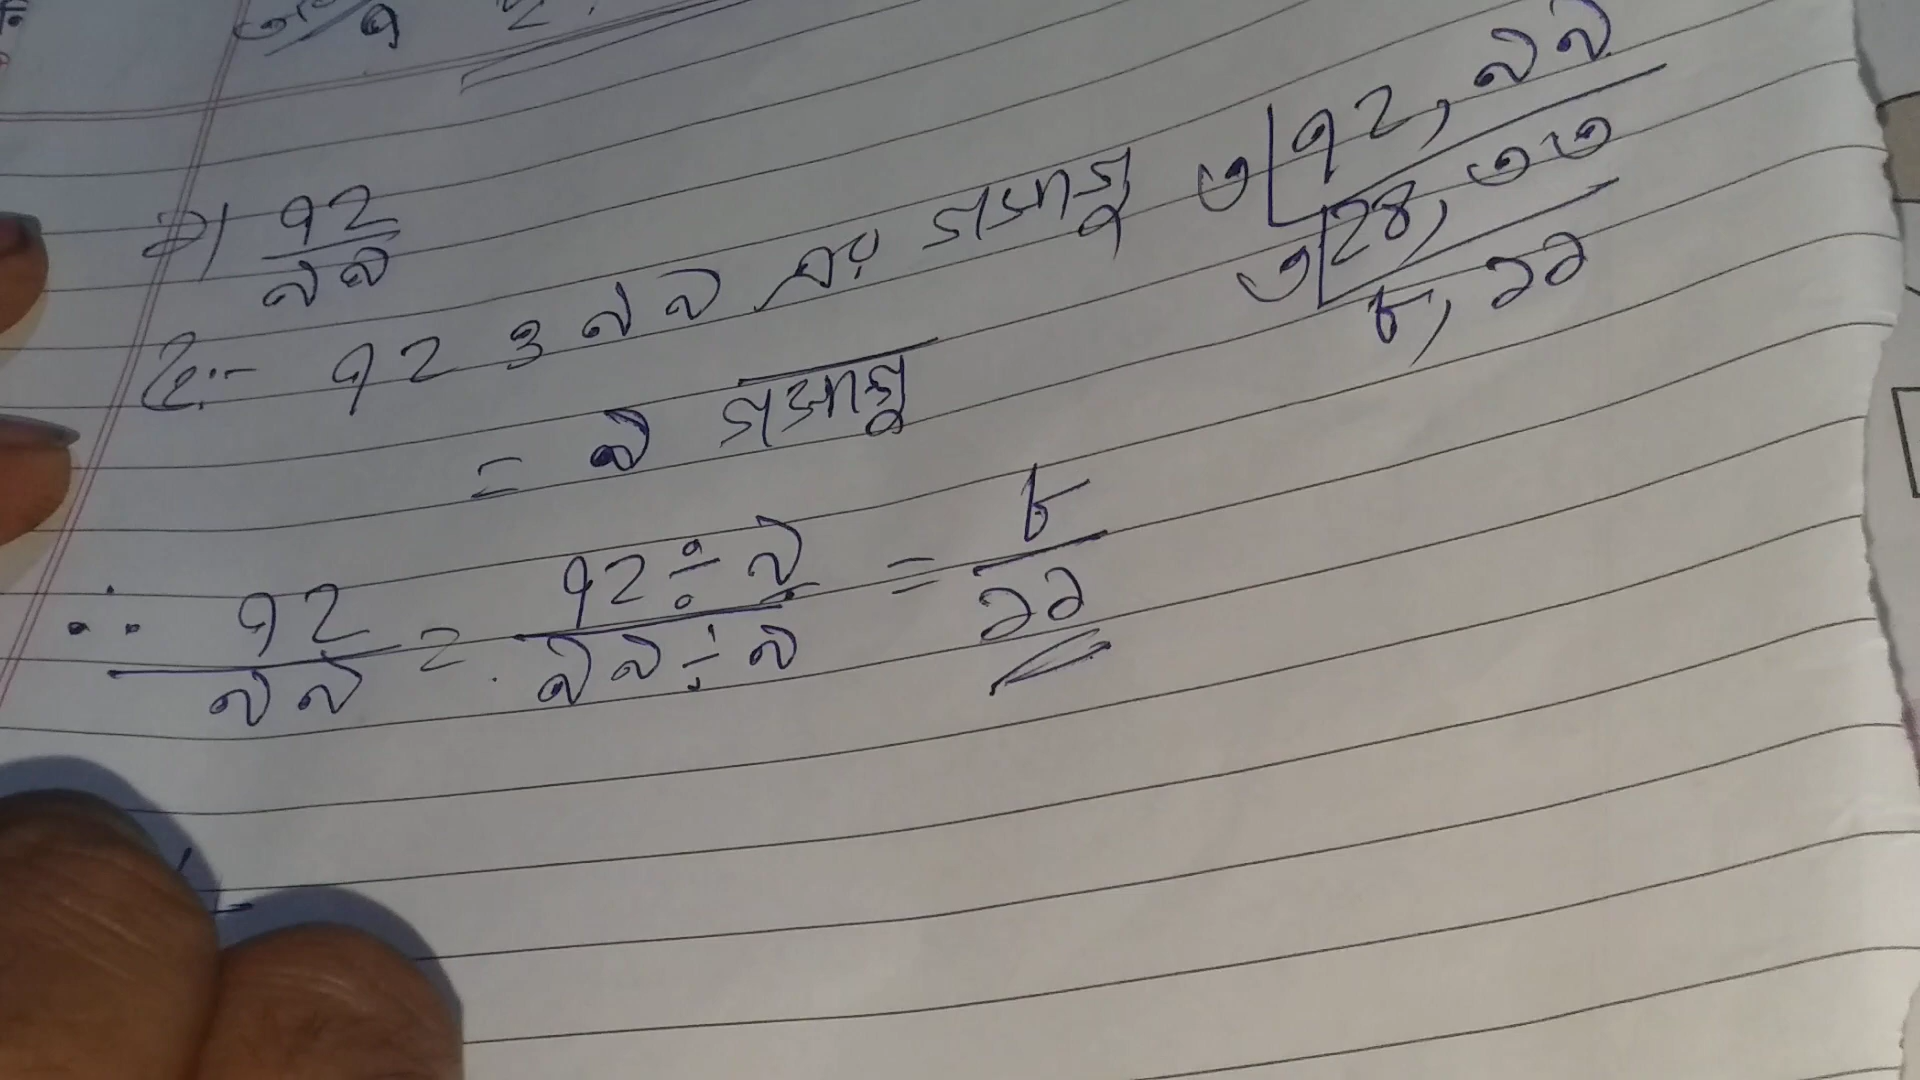 ২) ৭২/৯৯
উ:- ৭২ ও ৯৯ এর গসাগু
= ৯ গসাগু
∴ ৭২/৯৯ = ৭২÷৯/৯৯÷৯ = ৮/১১
৩ | ৭২, ৯৯
৩ | ২৪, ৩৩
৮, ১১